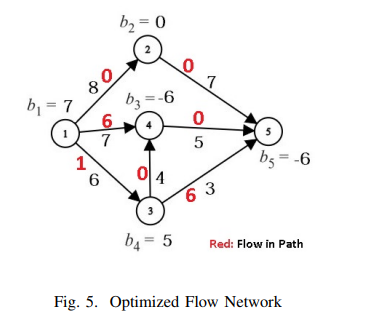 b₂ = 0
2
0
0
8
7
b₁ = 7
b₃ = -6
6
0
1
4
5
7
5
1
b₅ = -6
6
0
4
6
3
3
b₄ = 5
Red: Flow in Path
Fig. 5. Optimized Flow Network